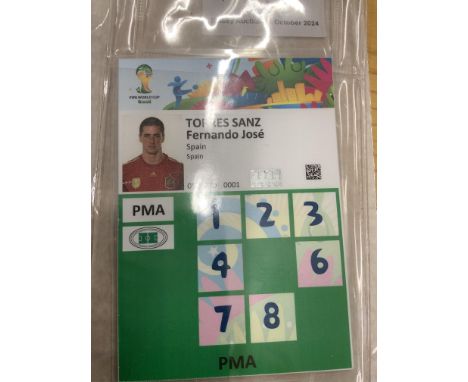 October 2014
FIFA WORLD CUP
Brasil
TORRES SANZ
Fernando José
Spain
Spain
0001
PMA
1 2 3
4 6
7 8
PMA